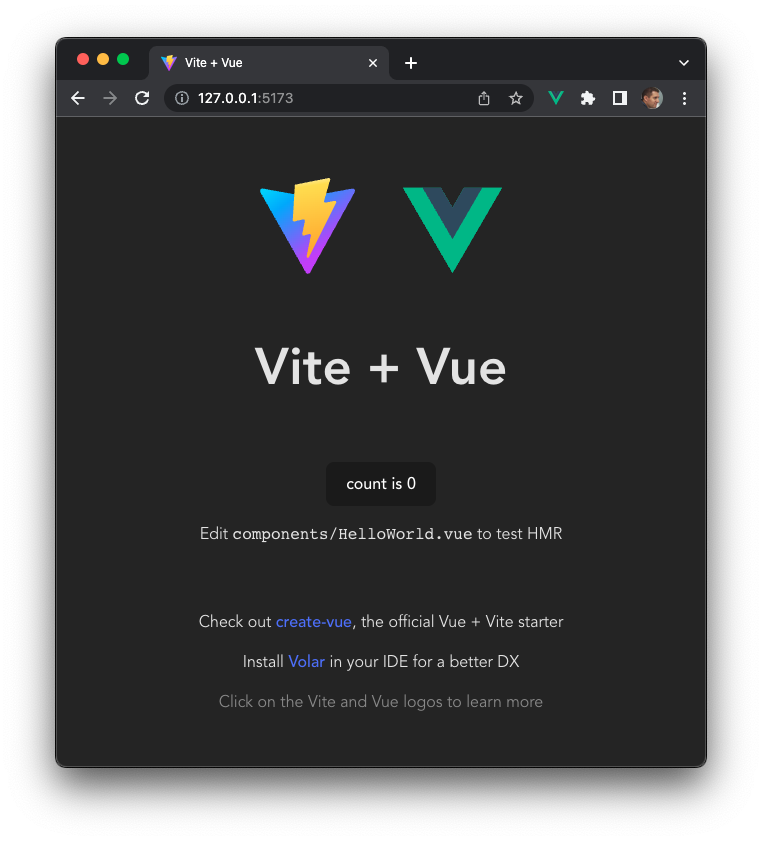 Vite + Vue
127.0.0.1:5173
Vite + Vue
count is 0
Edit components/HelloWorld.vue to test HMR
Check out create-vue, the official Vue + Vite starter
Install Volar in your IDE for a better DX
Click on the Vite and Vue logos to learn more